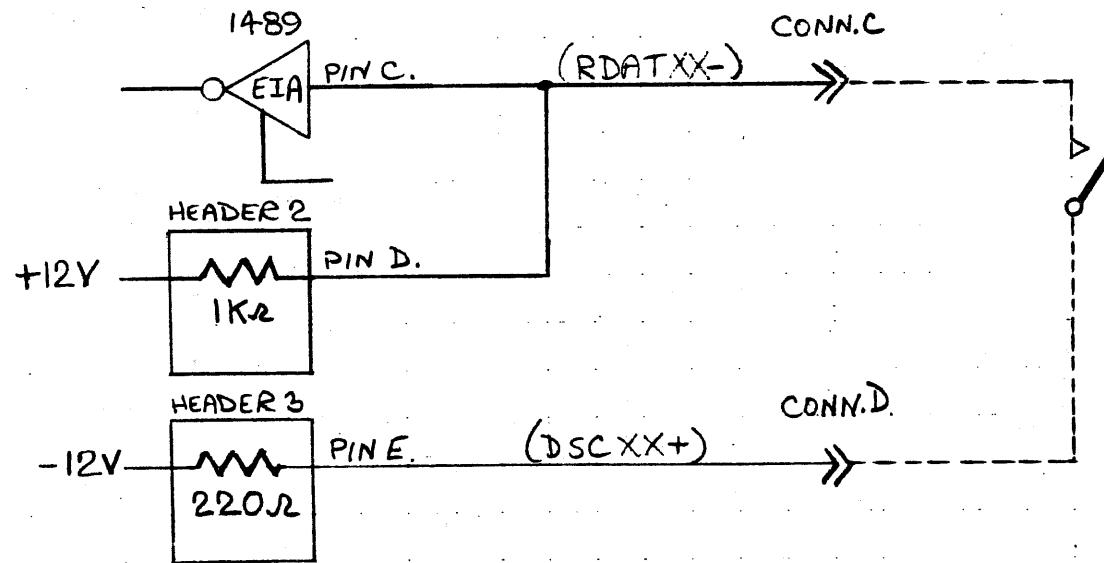 1489
CONN.C
EIA
PIN C.
(RDATXX-)
HEADER 2
+12V
PIN D.
1KΩ
HEADER 3
CONN.D.
-12V
PIN E.
(DSCXX+)
220Ω